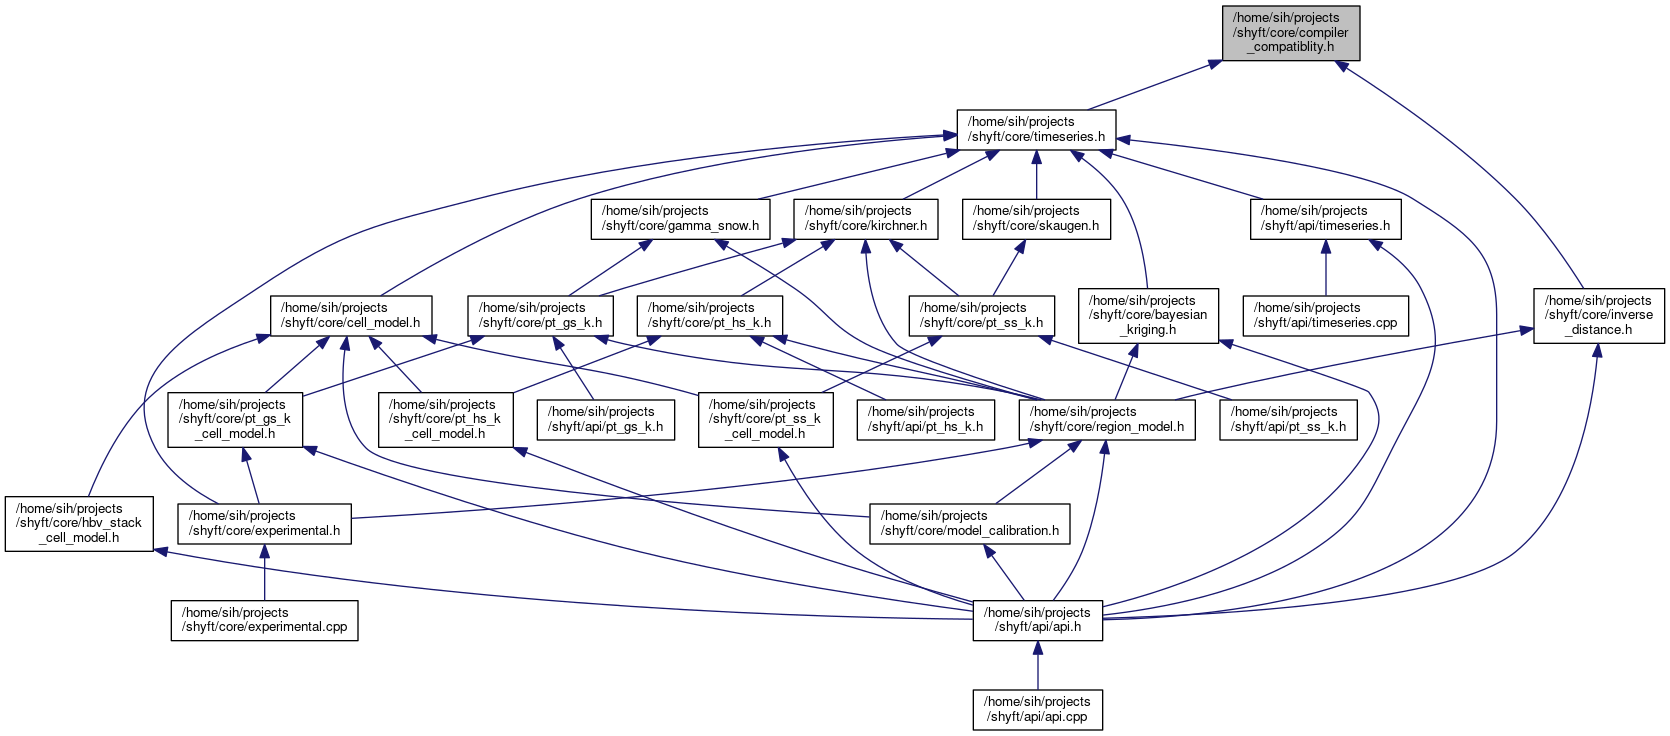 /home/sih/projects
/shyft/core/compiler
_compatiblity.h
/home/sih/projects
/shyft/core/timeseries.h
/home/sih/projects
/shyft/core/gamma_snow.h
/home/sih/projects
/shyft/core/kirchner.h
/home/sih/projects
/shyft/core/skaugen.h
/home/sih/projects
/shyft/api/timeseries.h
/home/sih/projects
/shyft/core/cell_model.h
/home/sih/projects
/shyft/core/pt_gs_k.h
/home/sih/projects
/shyft/core/pt_hs_k.h
/home/sih/projects
/shyft/core/pt_ss_k.h
/home/sih/projects
/shyft/core/bayesian
_kriging.h
/home/sih/projects
/shyft/api/timeseries.cpp
/home/sih/projects
/shyft/core/inverse
_distance.h
/home/sih/projects
/shyft/core/pt_gs_k
_cell_model.h
/home/sih/projects
/shyft/core/pt_hs_k
_cell_model.h
/home/sih/projects
/shyft/api/pt_gs_k.h
/home/sih/projects
/shyft/core/pt_ss_k
_cell_model.h
/home/sih/projects
/shyft/api/pt_hs_k.h
/home/sih/projects
/shyft/core/region_model.h
/home/sih/projects
/shyft/api/pt_ss_k.h
/home/sih/projects
/shyft/core/hbv_stack
_cell_model.h
/home/sih/projects
/shyft/core/experimental.h
/home/sih/projects
/shyft/core/model_calibration.h
/home/sih/projects
/shyft/core/experimental.cpp
/home/sih/projects
/shyft/api/api.h
/home/sih/projects
/shyft/api/api.cpp